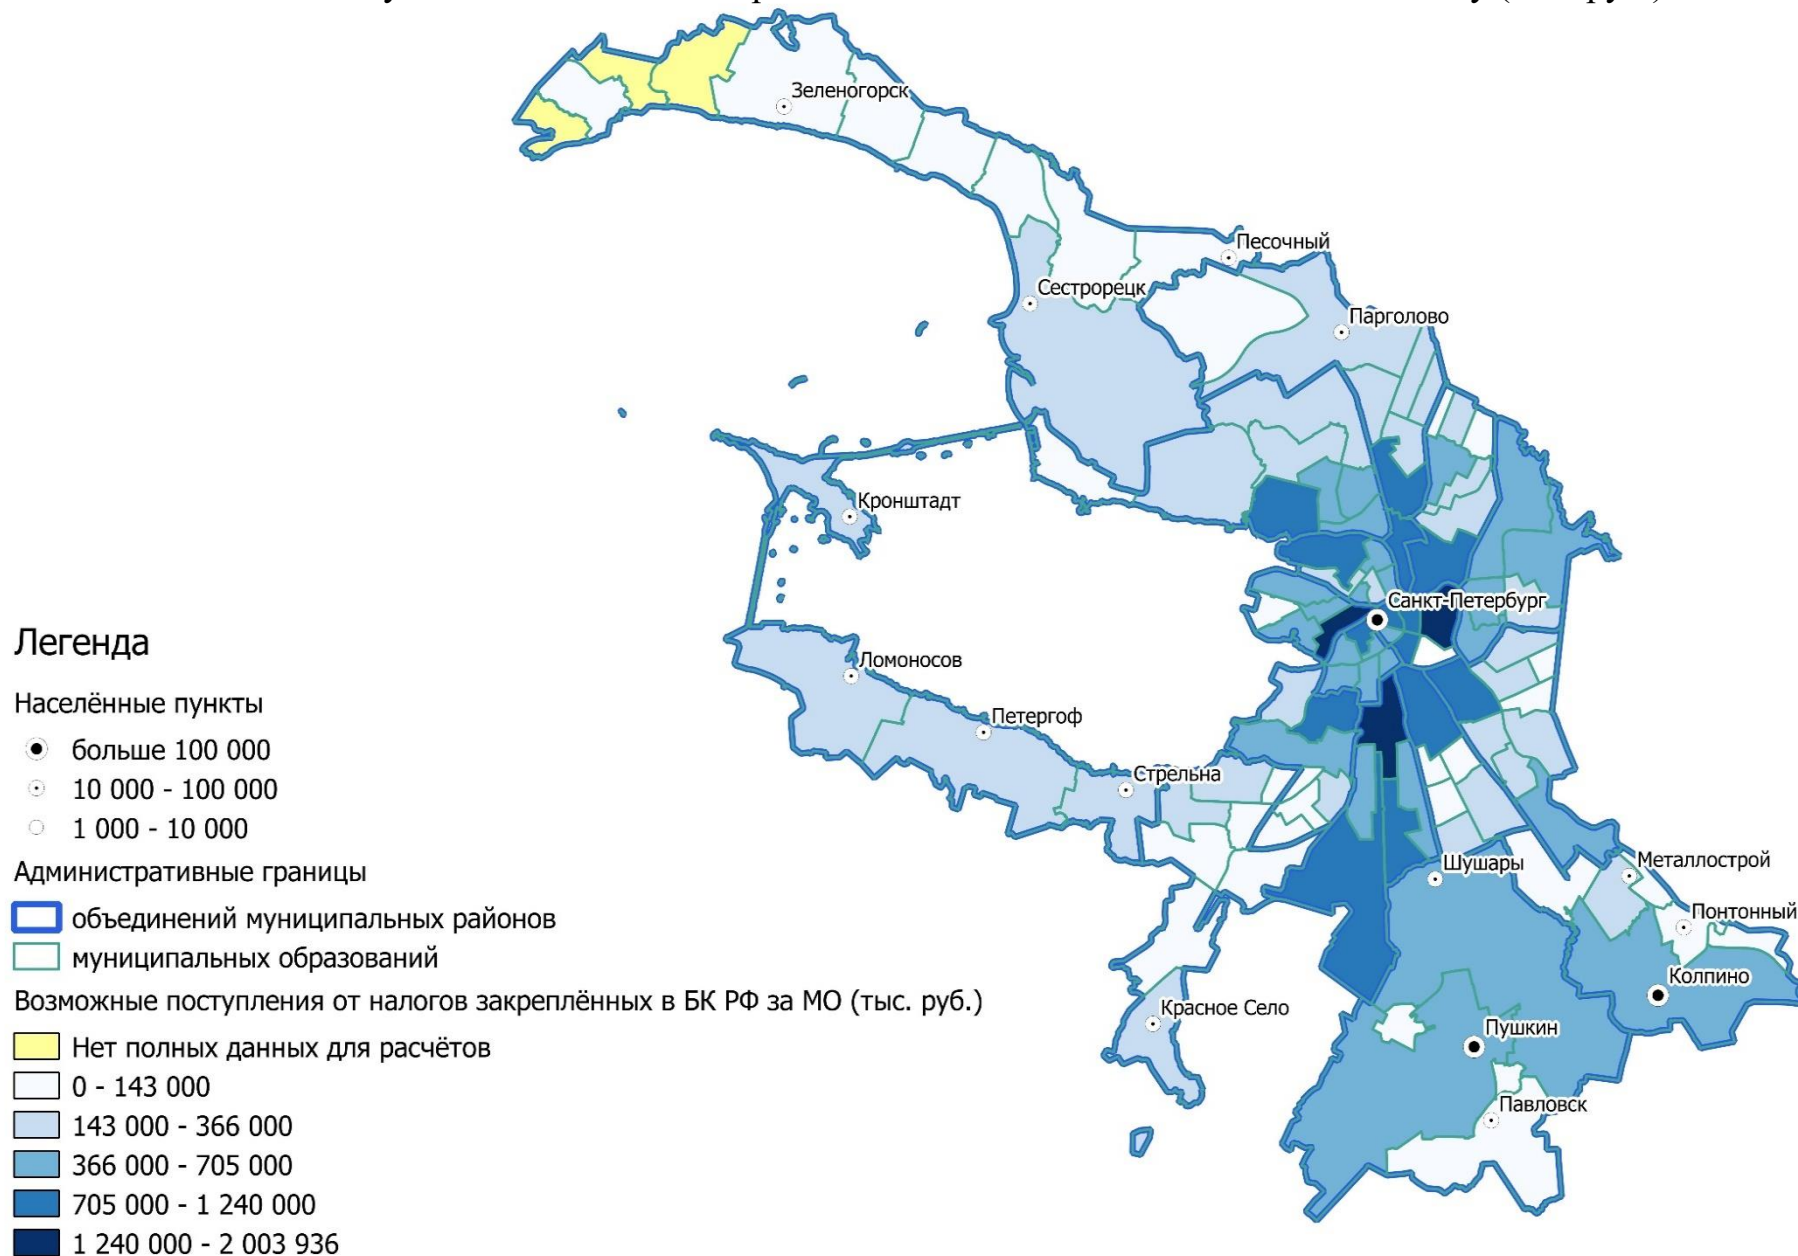 Зеленогорск
Песочный
Сестрорецк
Парголово
Кронштадт
Санкт-Петербург
Ломоносов
Петергоф
Стрельна
Шушары
Металлострой
Понтонный
Колпино
Красное Село
Пушкин
Павловск
Легенда
Населённые пункты
больше 100 000
10 000 - 100 000
1 000 - 10 000
Административные границы
объединений муниципальных районов
муниципальных образований
Возможные поступления от налогов закреплённых в БК РФ за МО (тыс. руб.)
Нет полных данных для расчётов
0 - 143 000
143 000 - 366 000
366 000 - 705 000
705 000 - 1 240 000
1 240 000 - 2 003 936